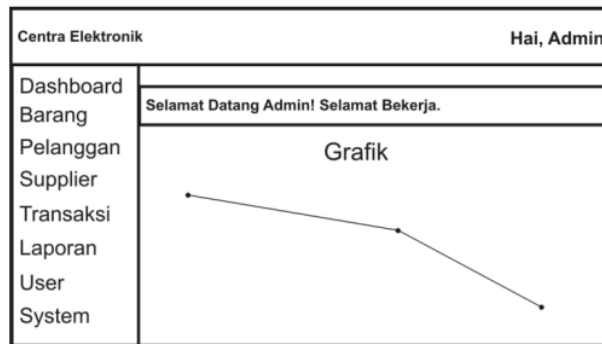 Centra Elektronik
Hai, Admin
Dashboard
Barang
Pelanggan
Supplier
Transaksi
Laporan
User
System
Selamat Datang Admin! Selamat Bekerja.
Grafik